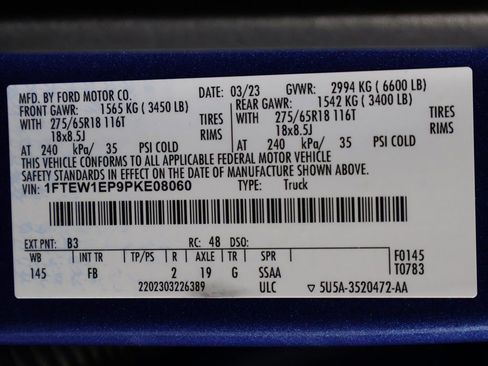 MFD. BY FORD MOTOR CO. DATE: 03/23 GVWR: 2994 KG (6600 LB)
FRONT GAWR: 1565 KG (3450 LB) REAR GAWR: 1542 KG (3400 LB)
WITH 275/65R18 116T TIRES WITH 275/65R18 116T TIRES
18x8.5J RIMS 18x8.5J RIMS
AT 240 kPa/ 35 PSI COLD AT 240 kPa/ 35 PSI COLD
THIS VEHICLE CONFORMS TO ALL APPLICABLE FEDERAL MOTOR VEHICLE
SAFETY STANDARDS IN EFFECT ON THE DATE OF MANUFACTURE SHOWN ABOVE.
VIN: 1FTEW1EP9PKE08060 TYPE: Truck
EXT PNT: B3 RC: 48 DSO:
WB INT TR TP/PS R AXLE TR SPR F0145
145 FB 2 19 G SSAA T0783
2202303226389 ULC ▽ 5U5A-3520472-AA